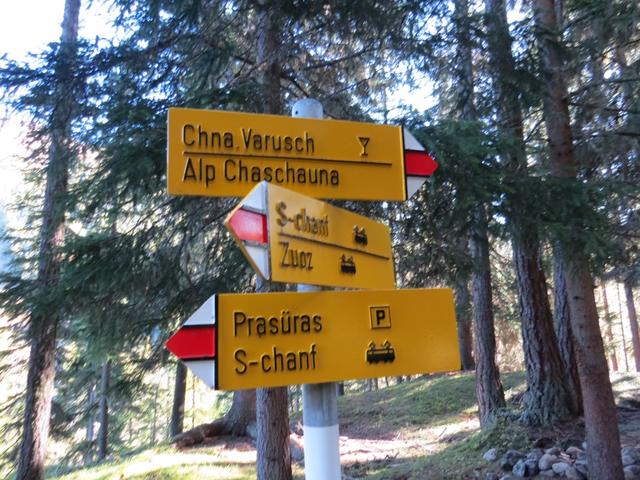 Chna. Varusch
Alp Chaschauna
S-chanf
Zuoz
Prasüras P
S-chanf